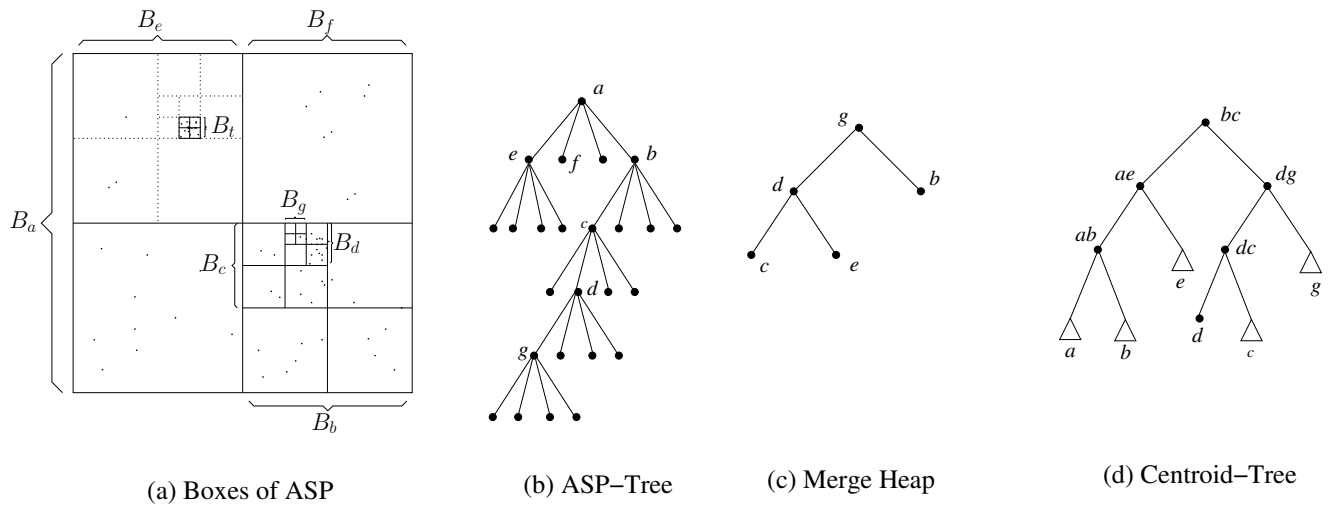 B_e
B_f
B_a
B_t
B_g
B_c
B_d
B_b
(a) Boxes of ASP
a
e
f
b
c
d
g
(b) ASP−Tree
g
d
b
c
e
(c) Merge Heap
bc
ae
dg
ab
dc
e
g
a
b
d
c
(d) Centroid−Tree